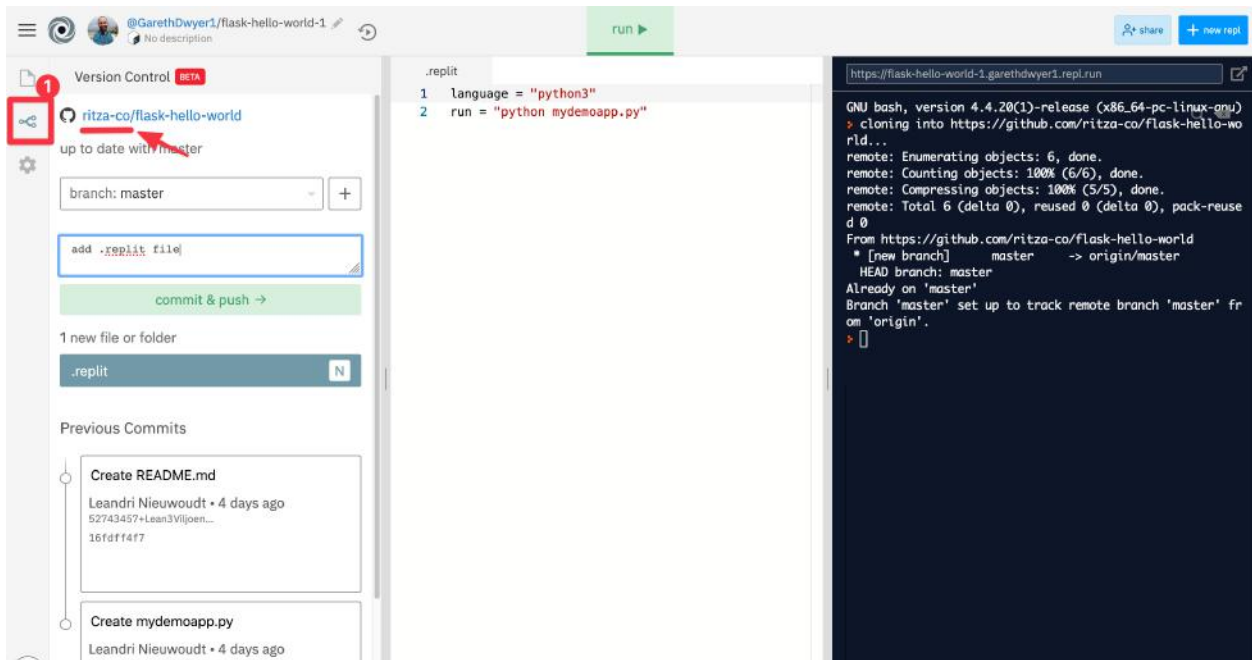 @GarethDwyer1/flask-hello-world-1
No description
run
share
+ new repl
1
Version Control BETA
ritza-co/flask-hello-world
up to date with master
branch: master
+
add .replit file
commit & push →
1 new file or folder
.replit N
Previous Commits
Create README.md
Leandri Nieuwoudt • 4 days ago
52743457+Lean3Viljoen...
16fdff4f7
Create mydemoapp.py
Leandri Nieuwoudt • 4 days ago
.replit
1 language = "python3"
2 run = "python mydemoapp.py"
https://flask-hello-world-1.garethdwyer1.repl.run
GNU bash, version 4.4.20(1)-release (x86_64-pc-linux-gnu)
> cloning into https://github.com/ritza-co/flask-hello-wo
rld...
remote: Enumerating objects: 6, done.
remote: Counting objects: 100% (6/6), done.
remote: Compressing objects: 100% (5/5), done.
remote: Total 6 (delta 0), reused 0 (delta 0), pack-reuse
d 0
From https://github.com/ritza-co/flask-hello-world
* [new branch] master -> origin/master
HEAD branch: master
Already on 'master'
Branch 'master' set up to track remote branch 'master' fr
om 'origin'.
>